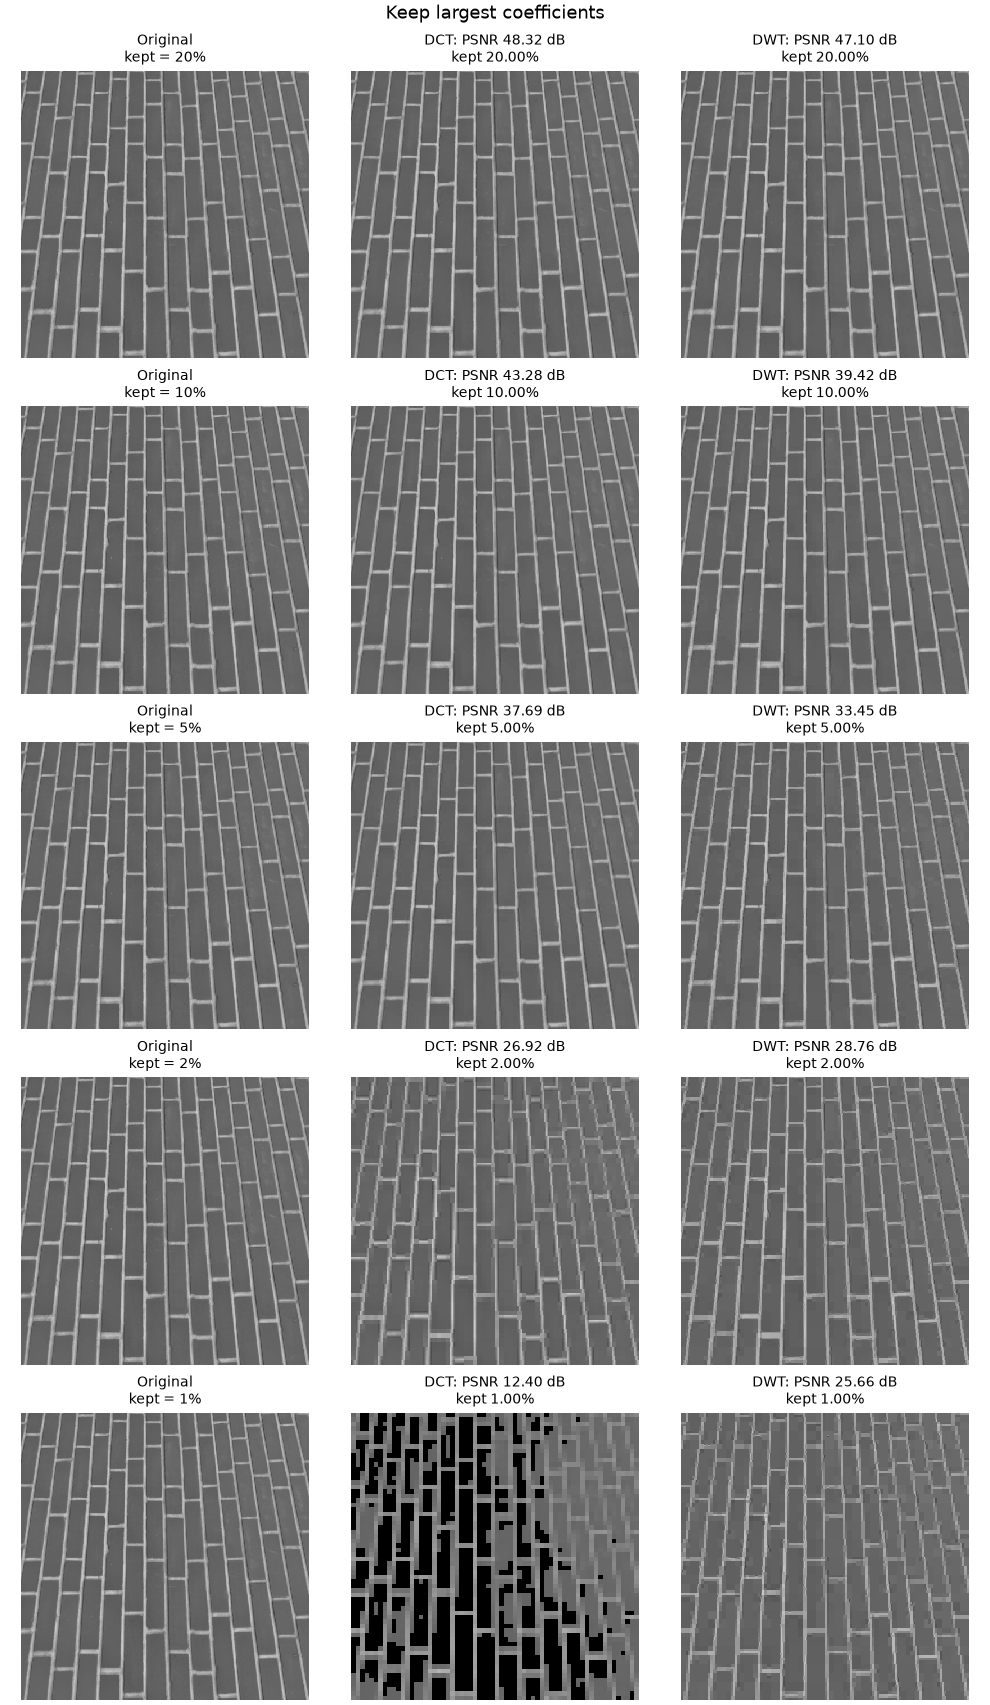 Keep largest coefficients
Original
kept = 20%
DCT: PSNR 48.32 dB
kept 20.00%
DWT: PSNR 47.10 dB
kept 20.00%
Original
kept = 10%
DCT: PSNR 43.28 dB
kept 10.00%
DWT: PSNR 39.42 dB
kept 10.00%
Original
kept = 5%
DCT: PSNR 37.69 dB
kept 5.00%
DWT: PSNR 33.45 dB
kept 5.00%
Original
kept = 2%
DCT: PSNR 26.92 dB
kept 2.00%
DWT: PSNR 28.76 dB
kept 2.00%
Original
kept = 1%
DCT: PSNR 12.40 dB
kept 1.00%
DWT: PSNR 25.66 dB
kept 1.00%